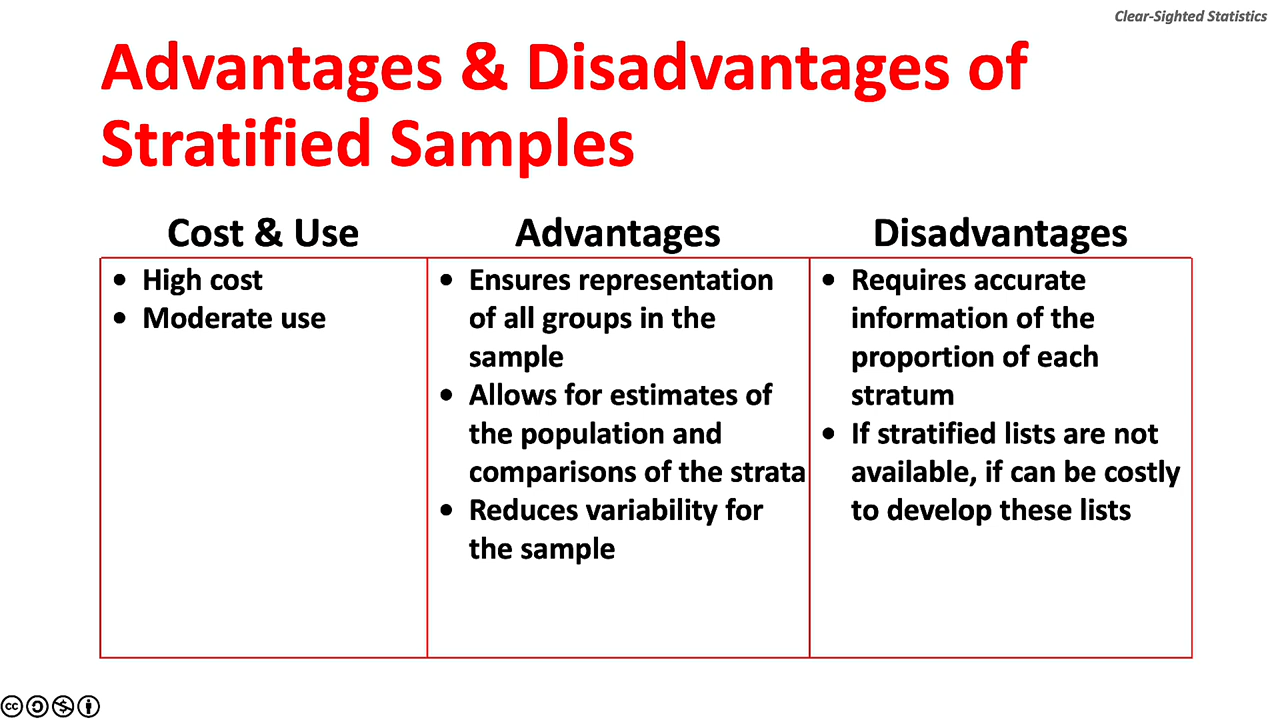 Clear-Sighted Statistics
Advantages & Disadvantages of
Stratified Samples
Cost & Use
• High cost
• Moderate use
Advantages
• Ensures representation
of all groups in the
sample
• Allows for estimates of
the population and
comparisons of the strata
• Reduces variability for
the sample
Disadvantages
• Requires accurate
information of the
proportion of each
stratum
• If stratified lists are not
available, if can be costly
to develop these lists
cc